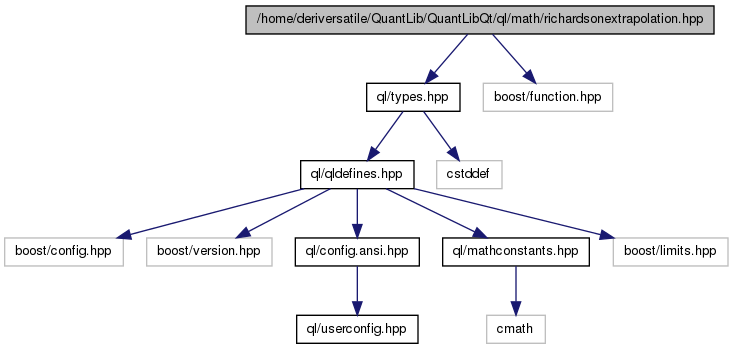 /home/deriversatile/QuantLib/QuantLibQt/ql/math/richardsonextrapolation.hpp
ql/types.hpp
boost/function.hpp
ql/qldefines.hpp
cstddef
boost/config.hpp
boost/version.hpp
ql/config.ansi.hpp
ql/mathconstants.hpp
boost/limits.hpp
ql/userconfig.hpp
cmath